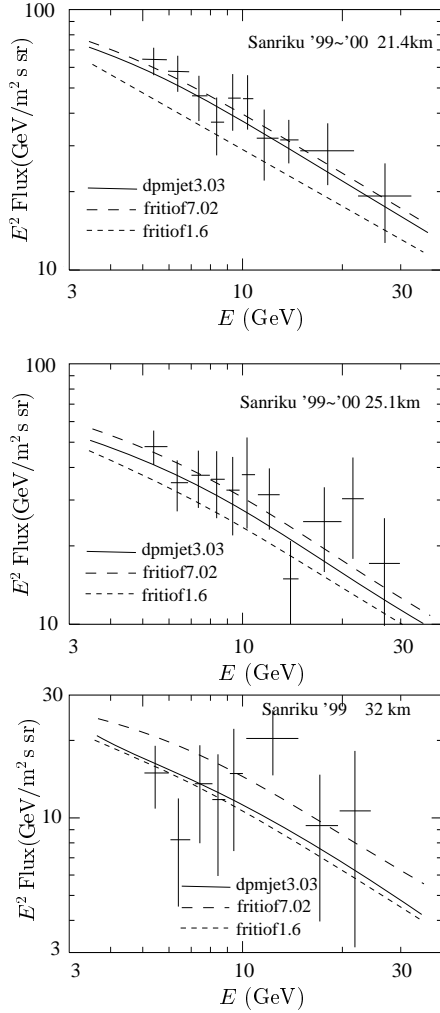 100
Sanriku '99~'00 21.4km
E² Flux(GeV/m² s sr)
dpmjet3.03
fritiof7.02
fritiof1.6
10
3 10 30
E (GeV)
100
Sanriku '99~'00 25.1km
E² Flux(GeV/m² s sr)
dpmjet3.03
fritiof7.02
fritiof1.6
10
3 10 30
E (GeV)
30
Sanriku '99 32 km
E² Flux(GeV/m² s sr)
10
dpmjet3.03
fritiof7.02
fritiof1.6
3
3 10 30
E (GeV)